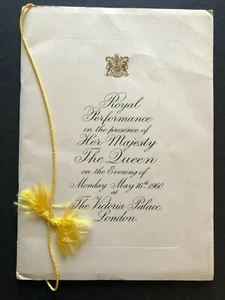 Royal
Performance
in the presence of
Her Majesty
The Queen
on the Evening of
Monday May 16th 1960
at
The Victoria Palace,
London.